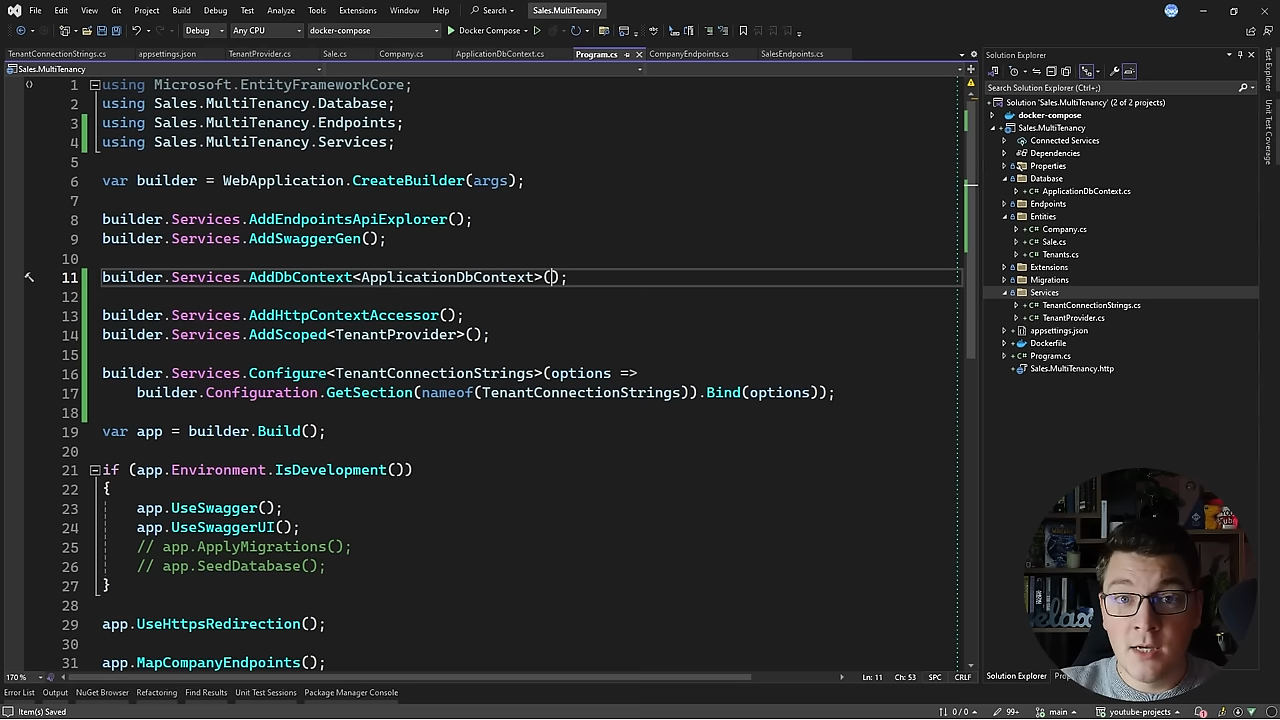 File Edit View Git Project Build Debug Test Analyze Tools Extensions Window Help Search Sales.MultiTenancy
Debug Any CPU docker-compose Docker Compose
TenantConnectionStrings.cs appsettings.json TenantProvider.cs Sale.cs Company.cs ApplicationDbContext.cs Program.cs CompanyEndpoints.cs SalesEndpoints.cs
Sales.MultiTenancy
1 using Microsoft.EntityFrameworkCore;
2 using Sales.MultiTenancy.Database;
3 using Sales.MultiTenancy.Endpoints;
4 using Sales.MultiTenancy.Services;
5
6 var builder = WebApplication.CreateBuilder(args);
7
8 builder.Services.AddEndpointsApiExplorer();
9 builder.Services.AddSwaggerGen();
10
11 builder.Services.AddDbContext<ApplicationDbContext>();
12
13 builder.Services.AddHttpContextAccessor();
14 builder.Services.AddScoped<TenantProvider>();
15
16 builder.Services.Configure<TenantConnectionStrings>(options =>
17 builder.Configuration.GetSection(nameof(TenantConnectionStrings)).Bind(options));
18
19 var app = builder.Build();
20
21 if (app.Environment.IsDevelopment())
22 {
23 app.UseSwagger();
24 app.UseSwaggerUI();
25 // app.ApplyMigrations();
26 // app.SeedDatabase();
27 }
28
29 app.UseHttpsRedirection();
30
31 app.MapCompanyEndpoints();
170 % Ln: 11 Ch: 53 SPC CRLF
Error List Output NuGet Browser Refactoring Find Results Unit Test Sessions Package Manager Console
Item(s) Saved 0 / 0 99+ main youtube-projects
Solution Explorer
Search Solution Explorer (Ctrl+;)
Solution 'Sales.MultiTenancy' (2 of 2 projects)
docker-compose
Sales.MultiTenancy
Connected Services
Dependencies
Properties
Database
ApplicationDbContext.cs
Endpoints
Entities
Company.cs
Sale.cs
Tenants.cs
Extensions
Migrations
Services
TenantConnectionStrings.cs
TenantProvider.cs
appsettings.json
Dockerfile
Program.cs
Sales.MultiTenancy.http
Solution Explorer
Test Explorer
Unit Test Coverage